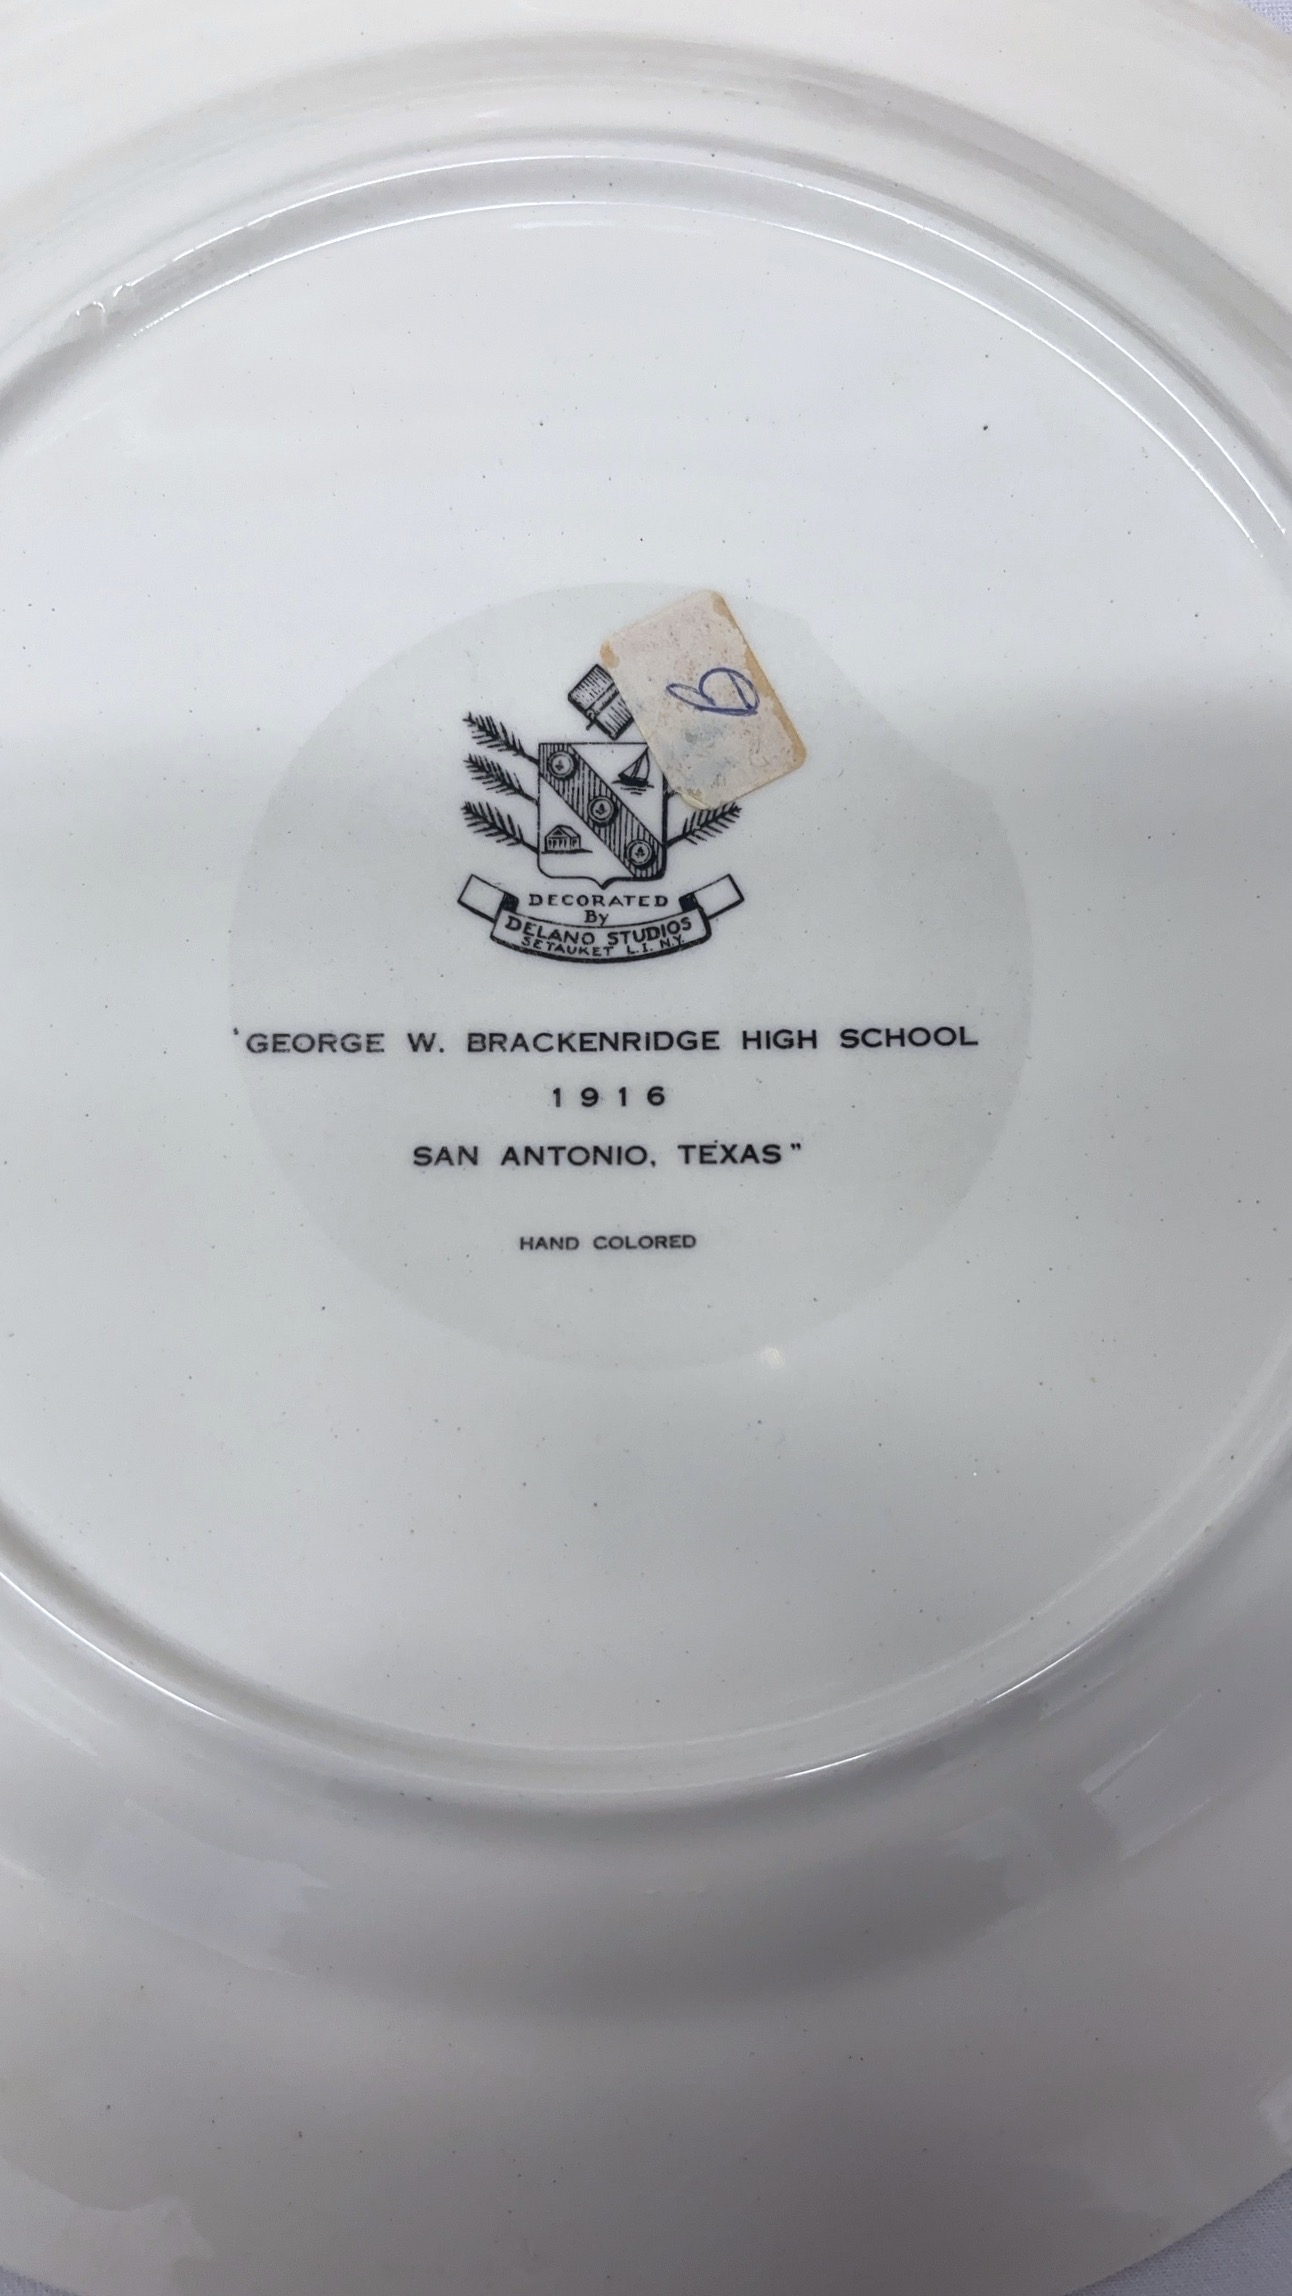 DECORATED
By
DELANO STUDIOS
SETAUKET L.I. N.Y.
'GEORGE W. BRACKENRIDGE HIGH SCHOOL
1916
SAN ANTONIO, TEXAS"
HAND COLORED